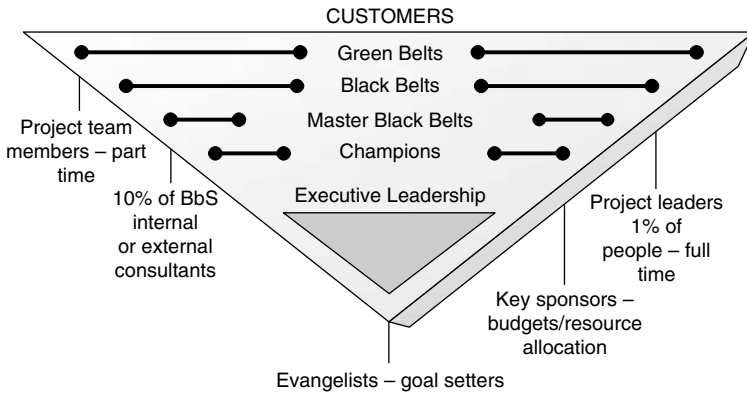 CUSTOMERS
Green Belts
Black Belts
Master Black Belts
Champions
Executive Leadership
Project team
members – part
time
10% of BbS
internal
or external
consultants
Project leaders
1% of
people – full
time
Key sponsors –
budgets/resource
allocation
Evangelists – goal setters